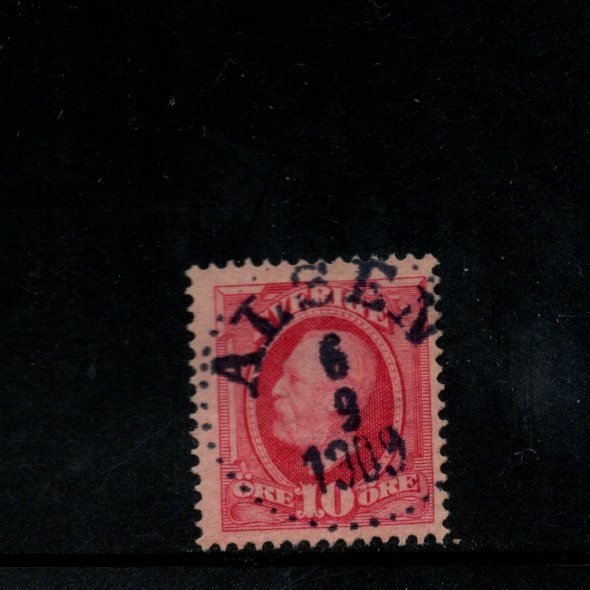 ALSEN
SVERIGE
6
9
1909
ÖRE 10 ÖRE